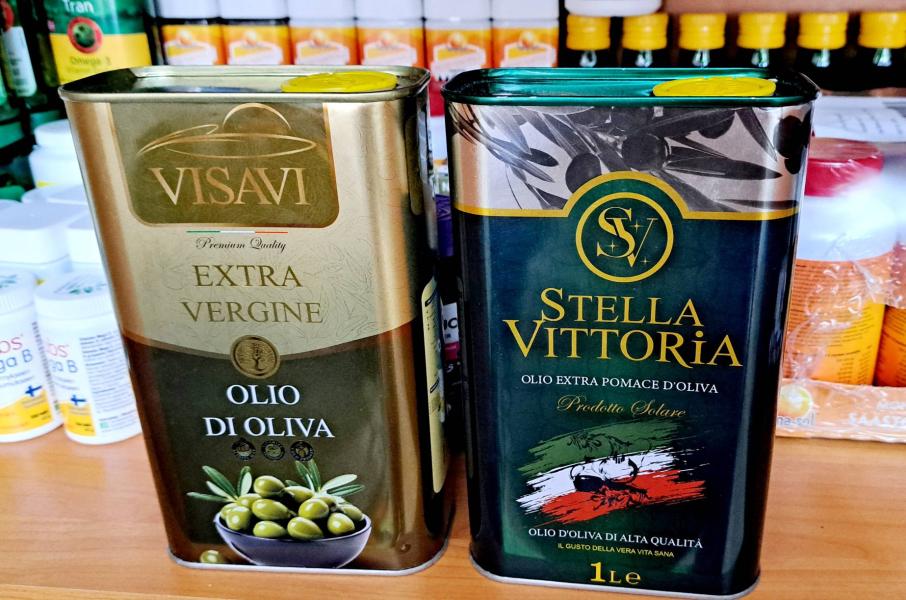 Tran
Omega-3
VISAVI
Premium Quality
EXTRA
VERGINE
OLIO
DI OLIVA
SV
STELLA
VITTORiA
OLIO EXTRA POMACE D'OLIVA
Prodotto Solare
OLIO D'OLIVA DI ALTA QUALITÀ
IL GUSTO DELLA VERA VITA SANA
1Le